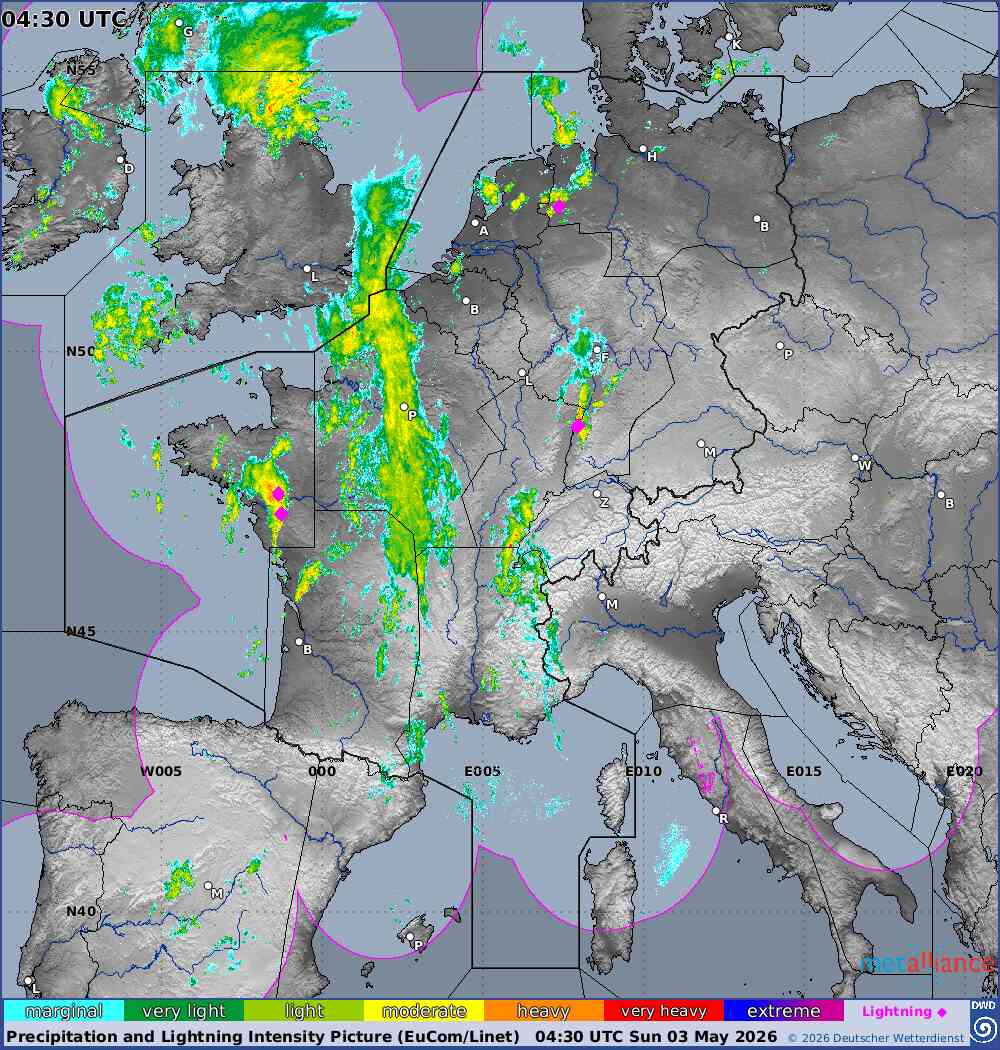 04:30 UTC
G
K
N55
H
D
A
B
L
B
N50
P
F
L
P
M
W
Z
B
M
N45
B
W005
000
E005
E010
E015
E020
R
M
N40
P
L
metalliance
marginal very light light moderate heavy very heavy extreme Lightning ◆
DWD
Precipitation and Lightning Intensity Picture (EuCom/Linet) 04:30 UTC Sun 03 May 2026 © 2026 Deutscher Wetterdienst